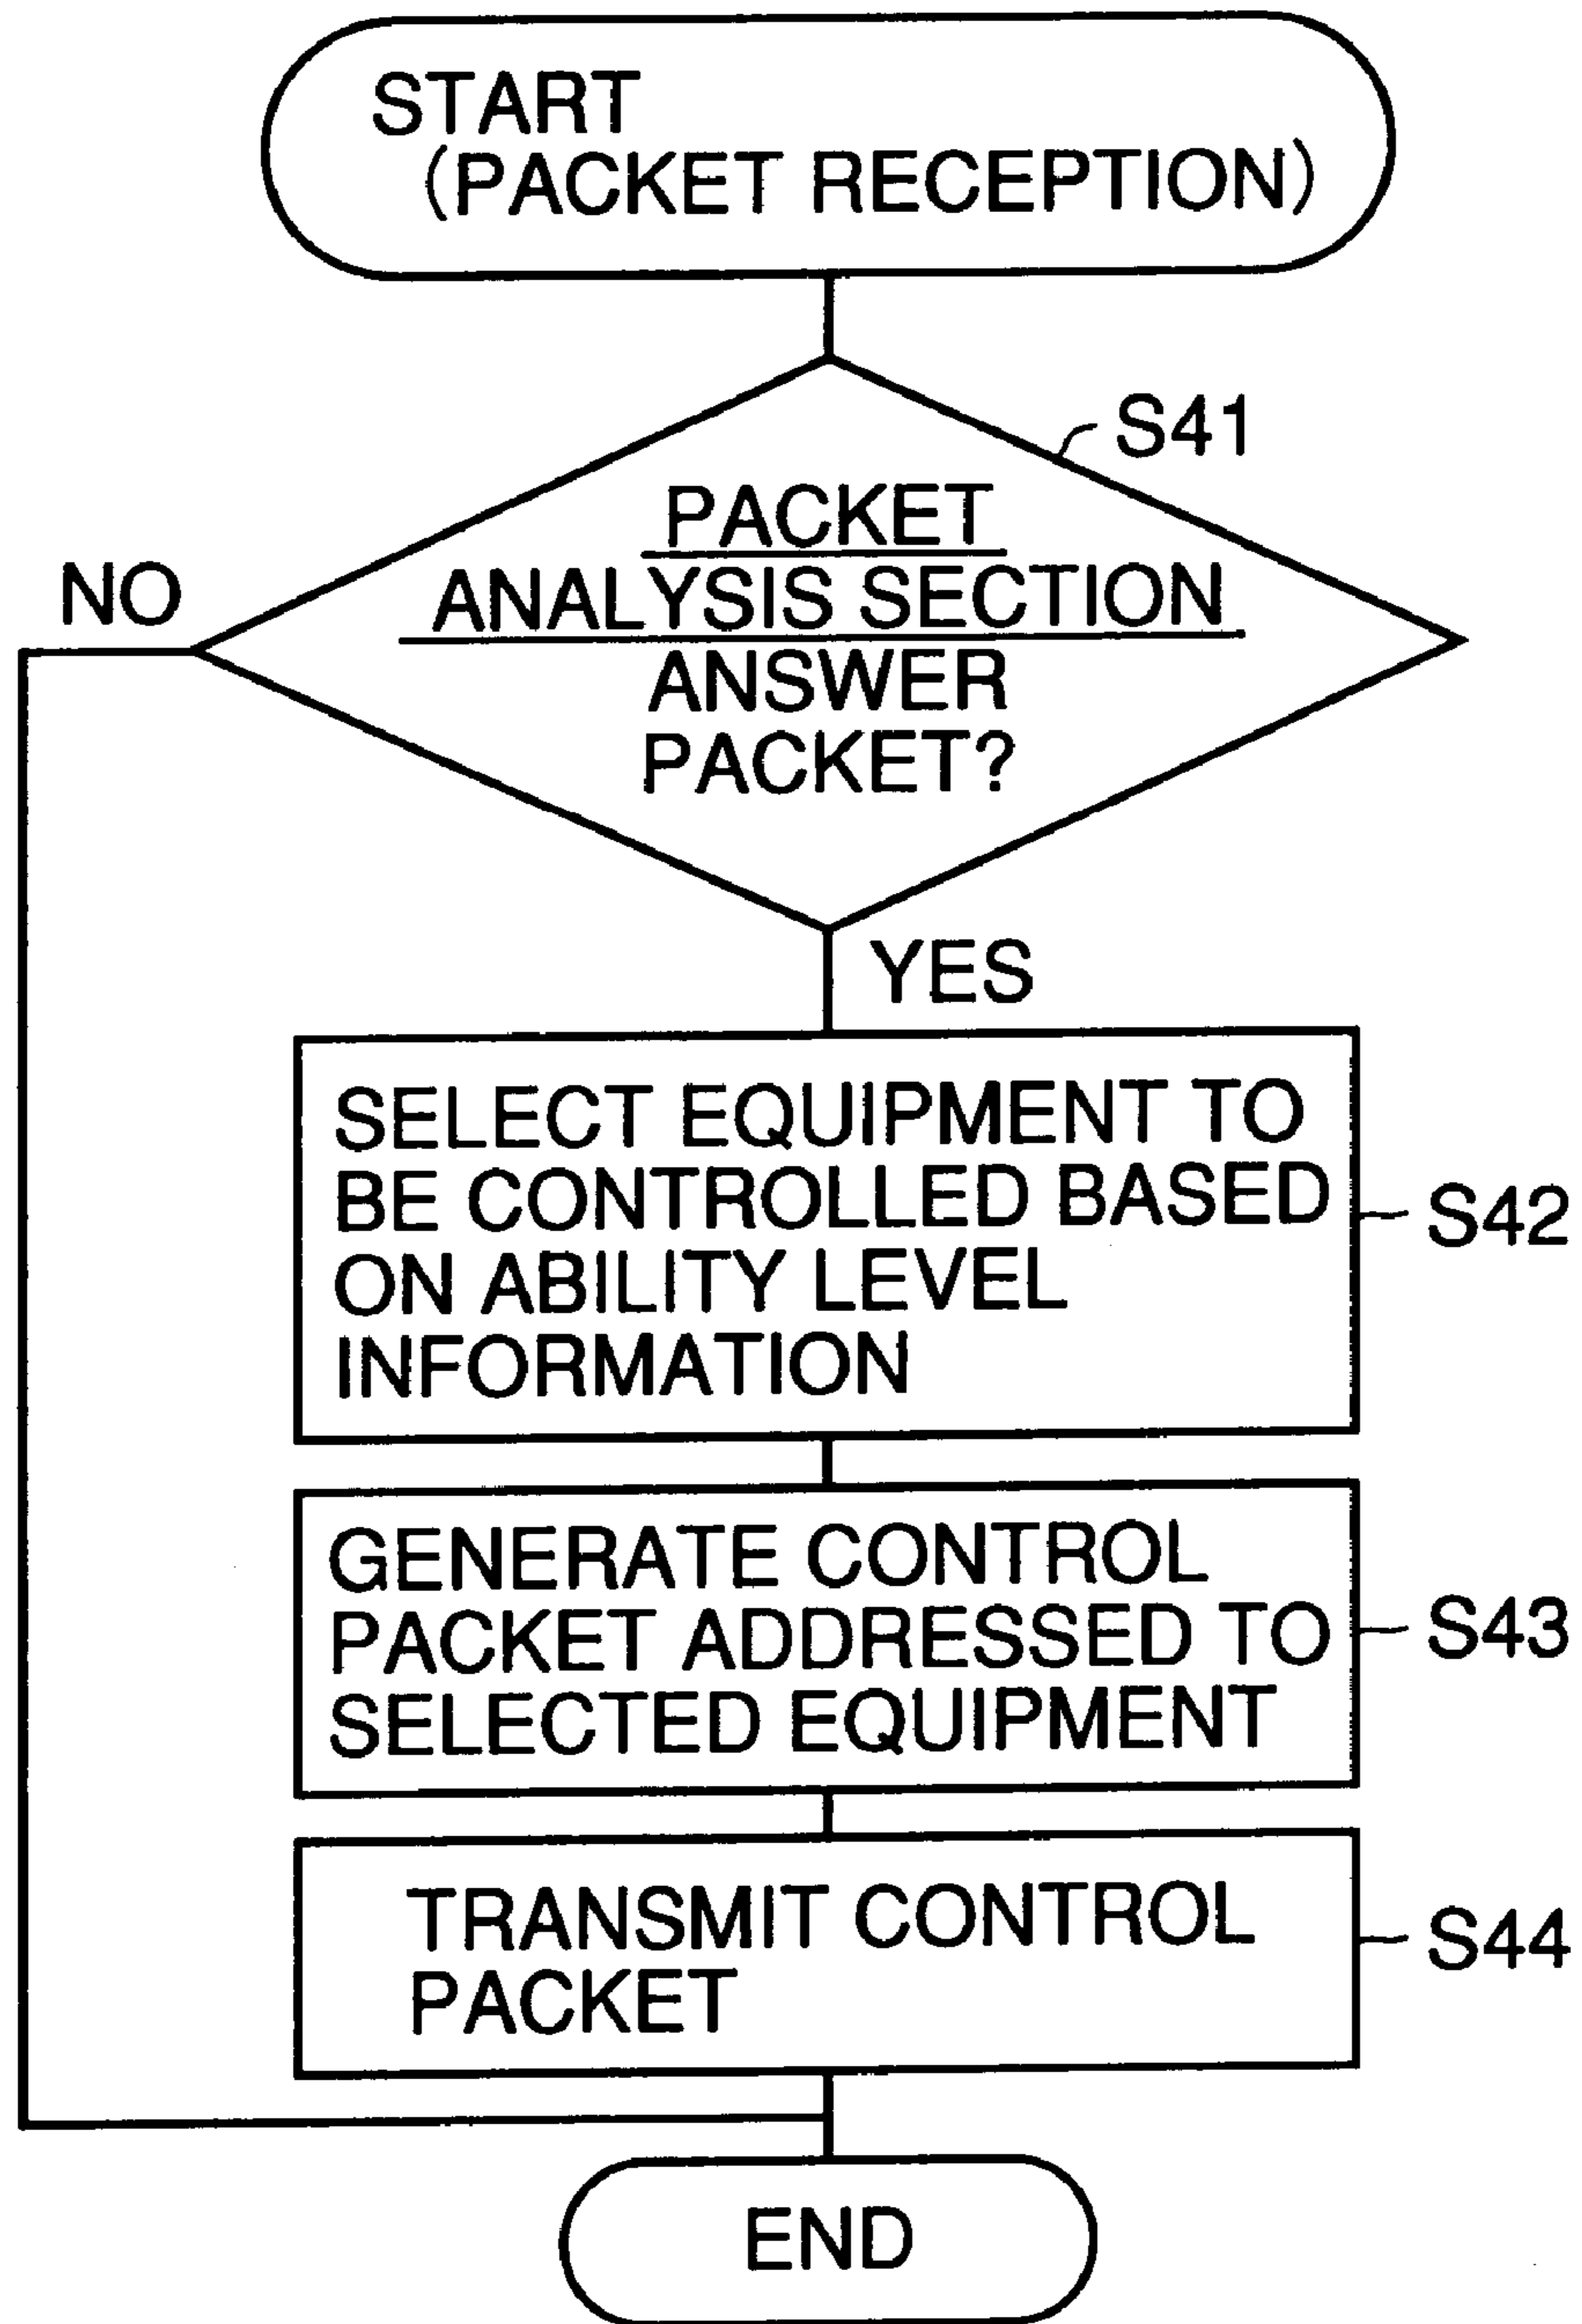 START
(PACKET RECEPTION)
S41
PACKET
ANALYSIS SECTION
ANSWER
PACKET?
NO
YES
SELECT EQUIPMENT TO
BE CONTROLLED BASED
ON ABILITY LEVEL
INFORMATION
S42
GENERATE CONTROL
PACKET ADDRESSED TO
SELECTED EQUIPMENT
S43
TRANSMIT CONTROL
PACKET
S44
END